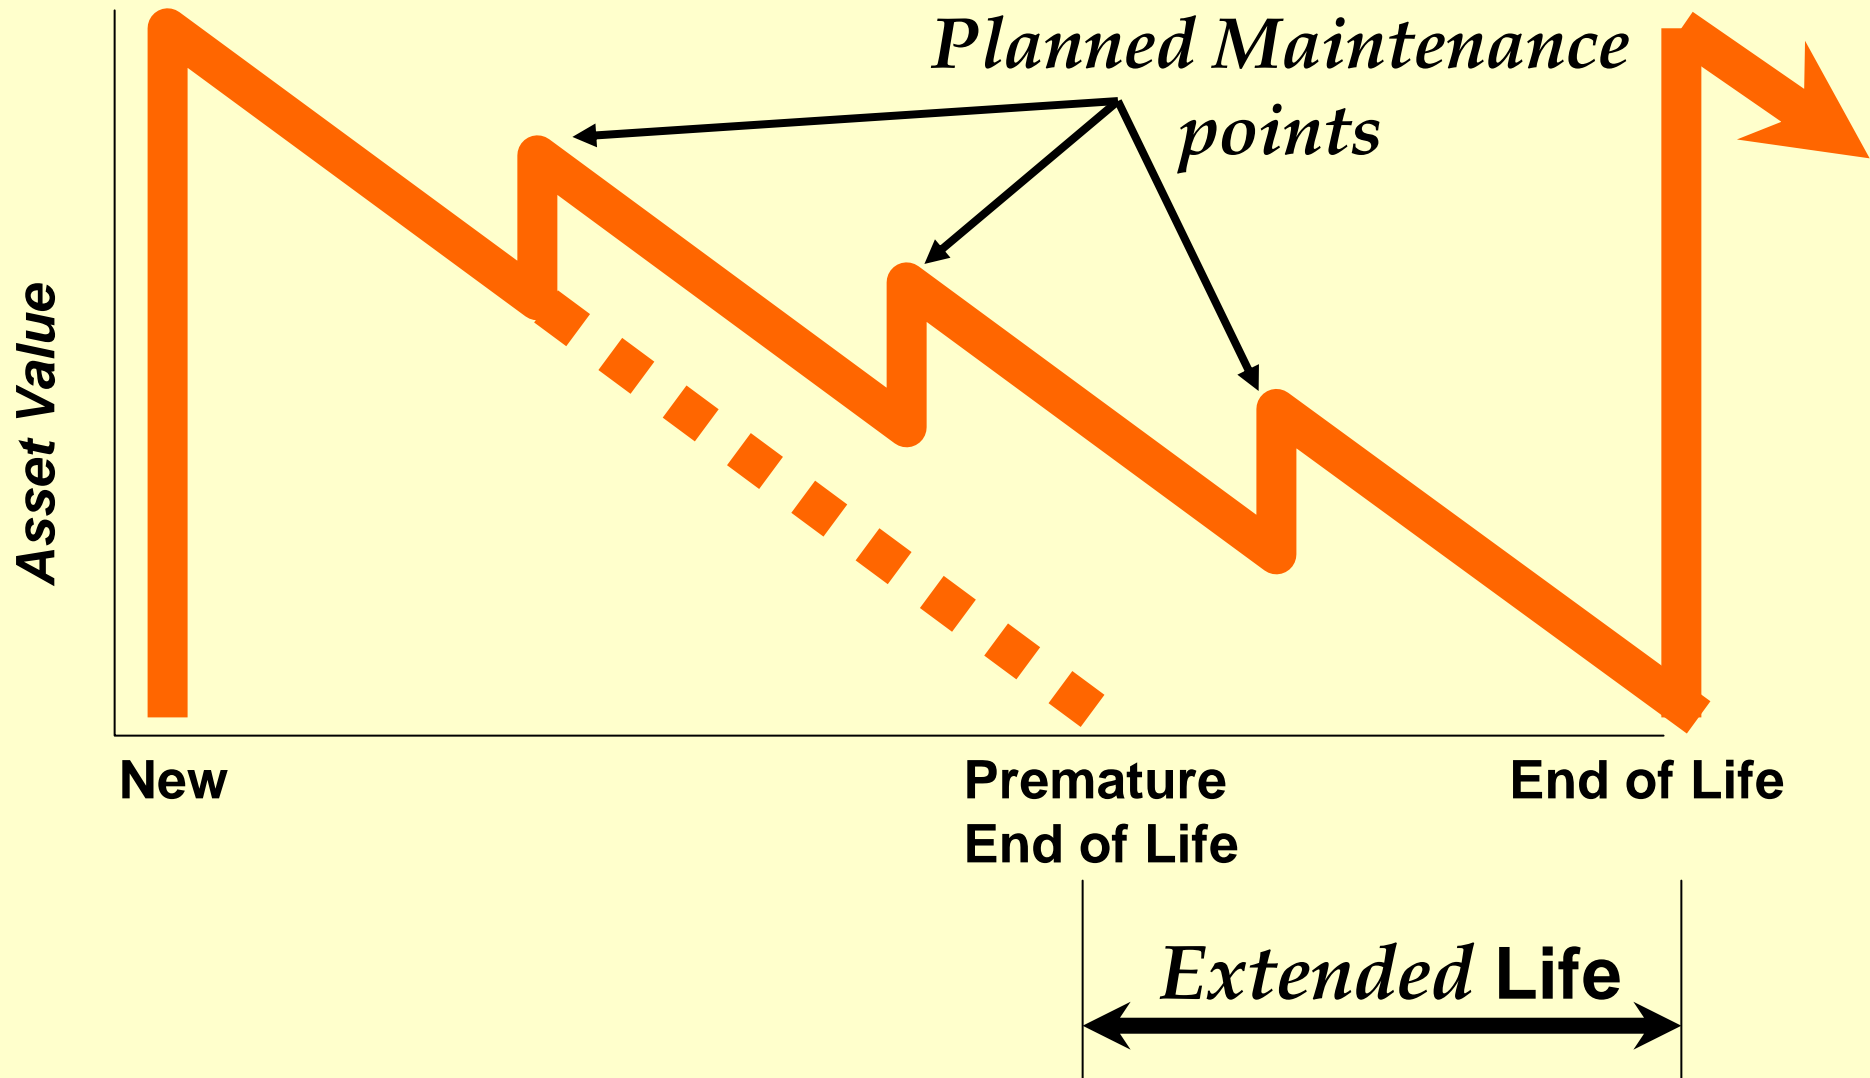 Planned Maintenance
points
Asset Value
New
Premature
End of Life
End of Life
Extended Life